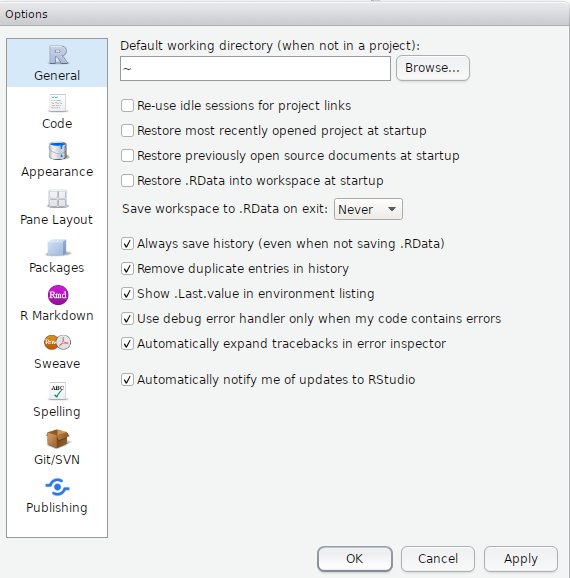 Options
General
Code
Appearance
Pane Layout
Packages
Rmd
R Markdown
Sweave
ABC
Spelling
Git/SVN
Publishing
Default working directory (when not in a project):
~
Browse...
Re-use idle sessions for project links
Restore most recently opened project at startup
Restore previously open source documents at startup
Restore .RData into workspace at startup
Save workspace to .RData on exit: Never
Always save history (even when not saving .RData)
Remove duplicate entries in history
Show .Last.value in environment listing
Use debug error handler only when my code contains errors
Automatically expand tracebacks in error inspector
Automatically notify me of updates to RStudio
OK Cancel Apply